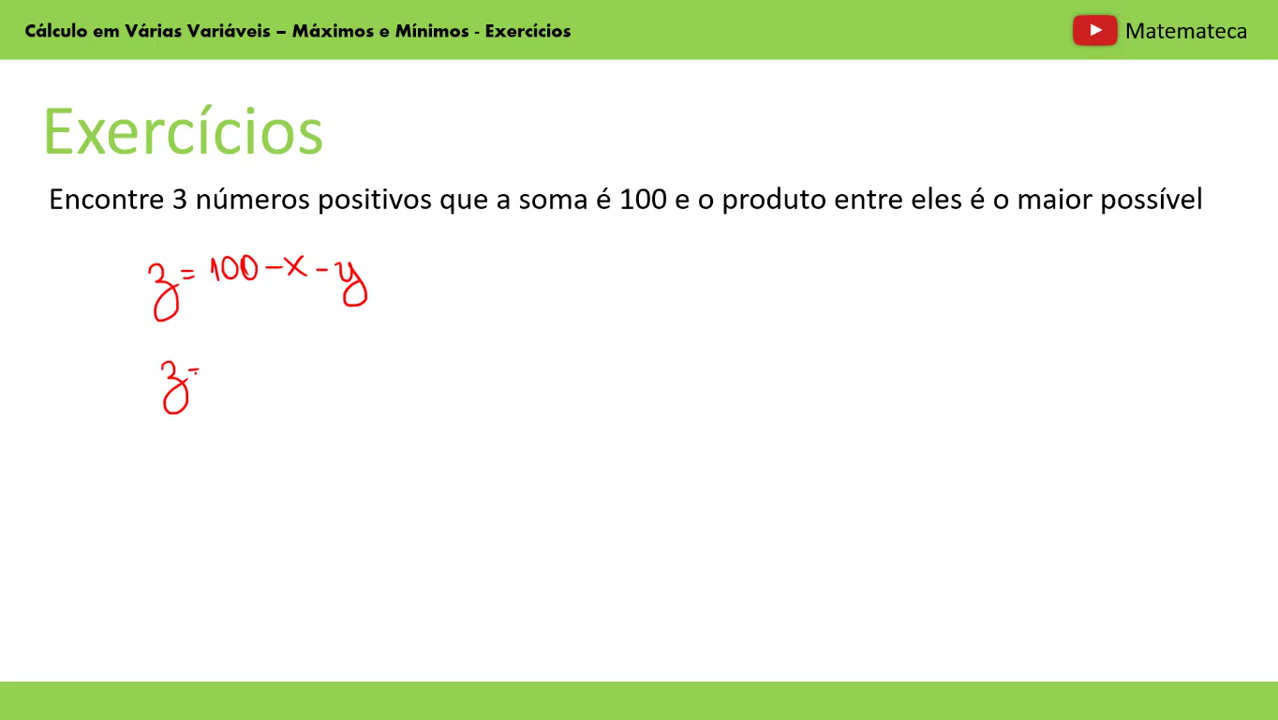 Cálculo em Várias Variáveis – Máximos e Mínimos - Exercícios
Matemateca
Exercícios
Encontre 3 números positivos que a soma é 100 e o produto entre eles é o maior possível
z = 100 - x - y
z =